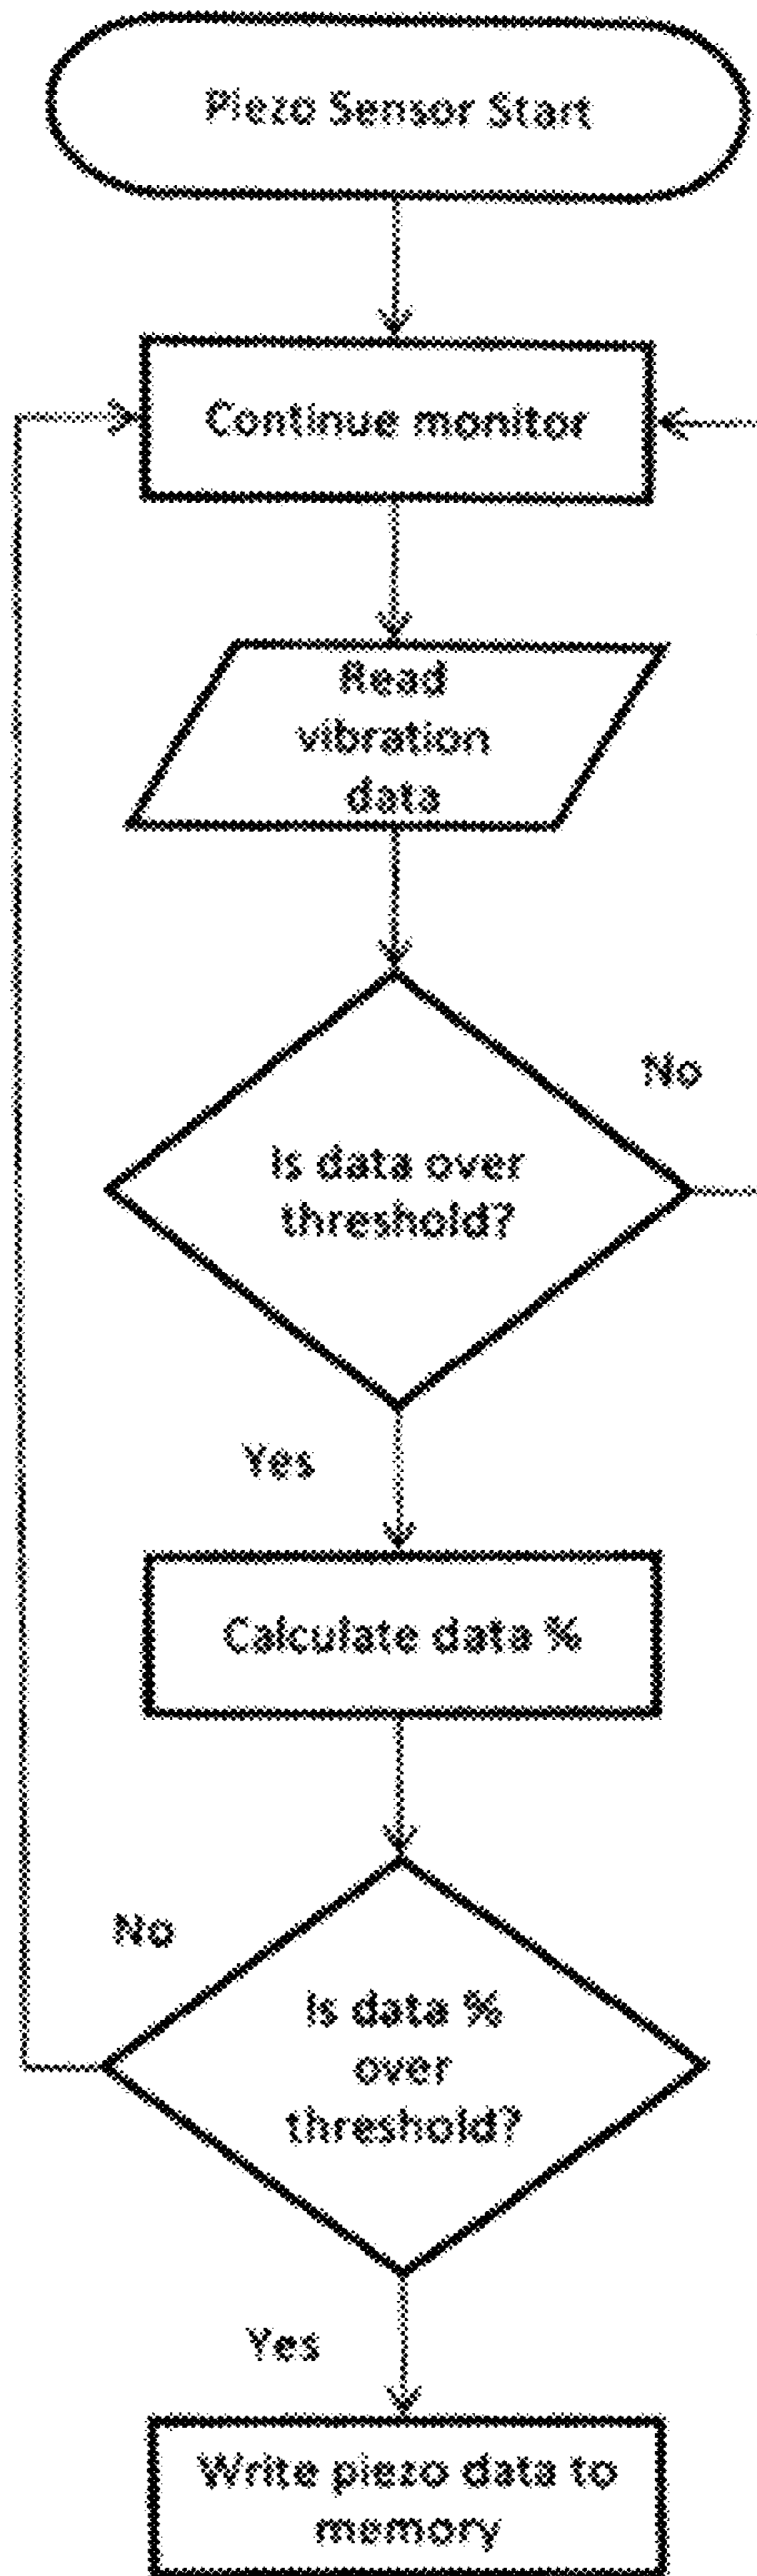 Piezo Sensor Start
Continue monitor
Read
vibration
data
No
Is data over
threshold?
Yes
Calculate data %
No
Is data %
over
threshold?
Yes
Write piezo data to
memory